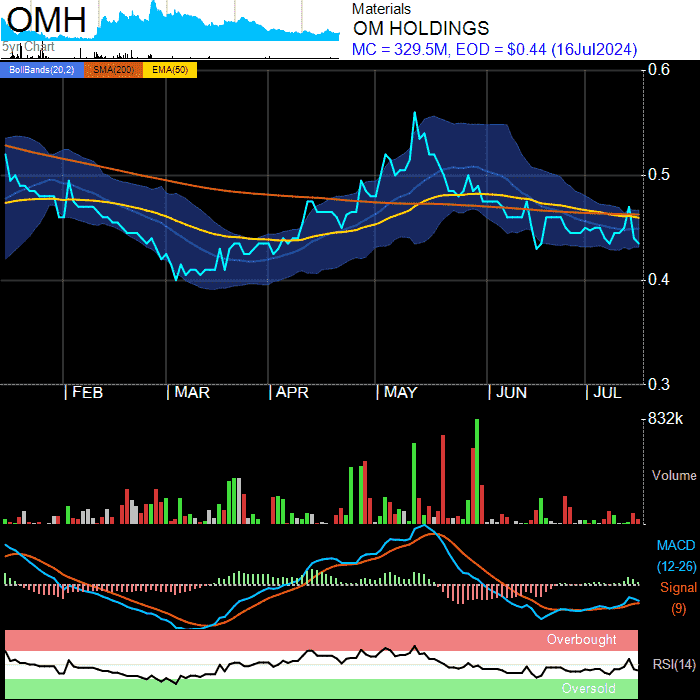 OMH
5yr Chart
Materials
OM HOLDINGS
MC = 329.5M, EOD = $0.44 (16Jul2024)
BollBands(20,2) SMA(200) EMA(50)
0.6
0.5
0.4
0.3
| FEB | MAR | APR | MAY | JUN | JUL
832k
Volume
MACD
(12-26)
Signal
(9)
Overbought
RSI(14)
Oversold